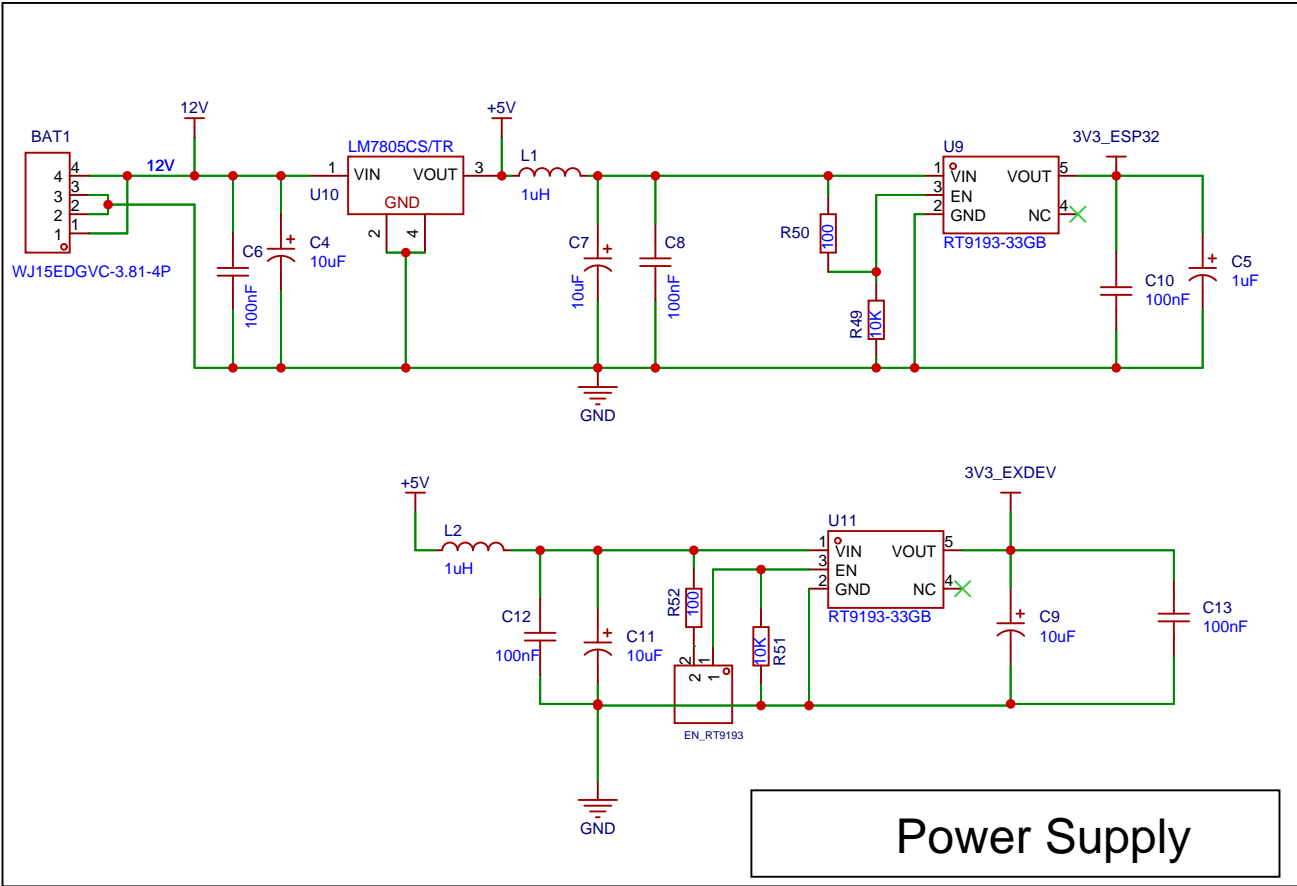 12V
+5V
BAT1
LM7805CS/TR
L1
U9
3V3_ESP32
4
4
12V
1
VIN
VOUT
3
1uH
1
VIN
VOUT
5
3
3
U10
GND
3
EN
2
2
2
GND
NC
4
1
1
2
4
R50
100
RT9193-33GB
WJ15EDGVC-3.81-4P
C6
100nF
C4
10uF
C7
10uF
C8
100nF
R49
10K
C10
100nF
C5
1uF
GND
+5V
3V3_EXDEV
L2
1uH
U11
1
VIN
VOUT
5
3
EN
2
GND
NC
4
RT9193-33GB
C12
100nF
C11
10uF
R52
100
R51
10K
C9
10uF
C13
100nF
2
1
2
1
EN_RT9193
GND
Power Supply